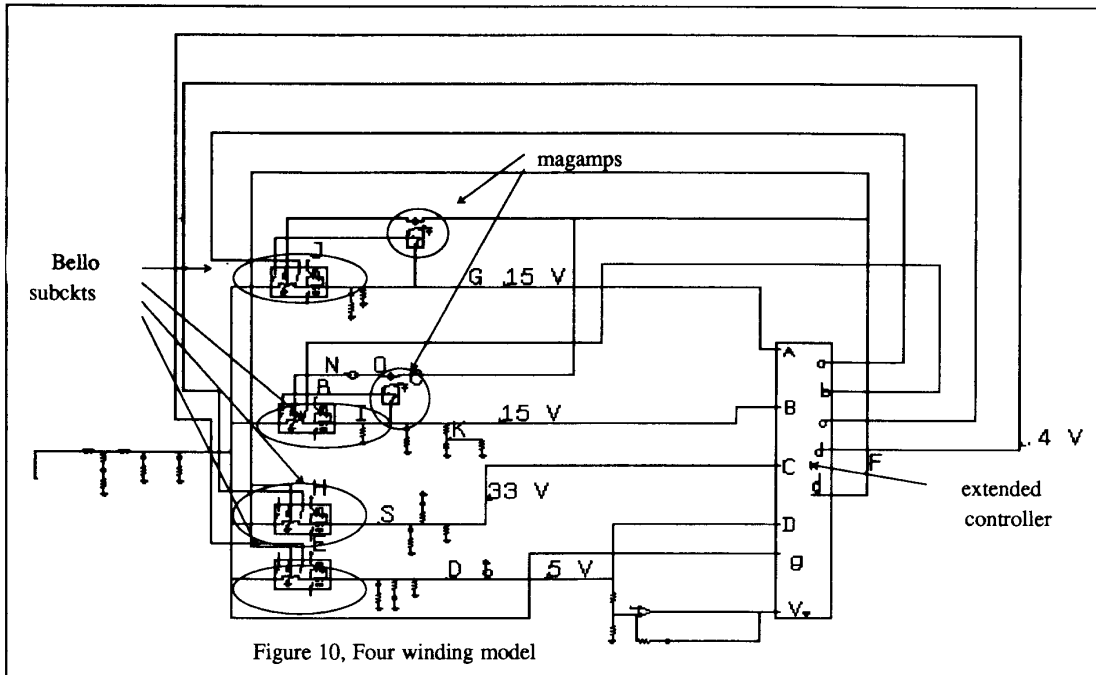 magamps
Bello
subckts
J
G .15 V
N O C
R
I
K
.15 V
H
S
.33 V
E
D
.5 V
A
B
C
D
g
V
a
b
c
d
F
d
.4 V
extended
controller
Figure 10, Four winding model